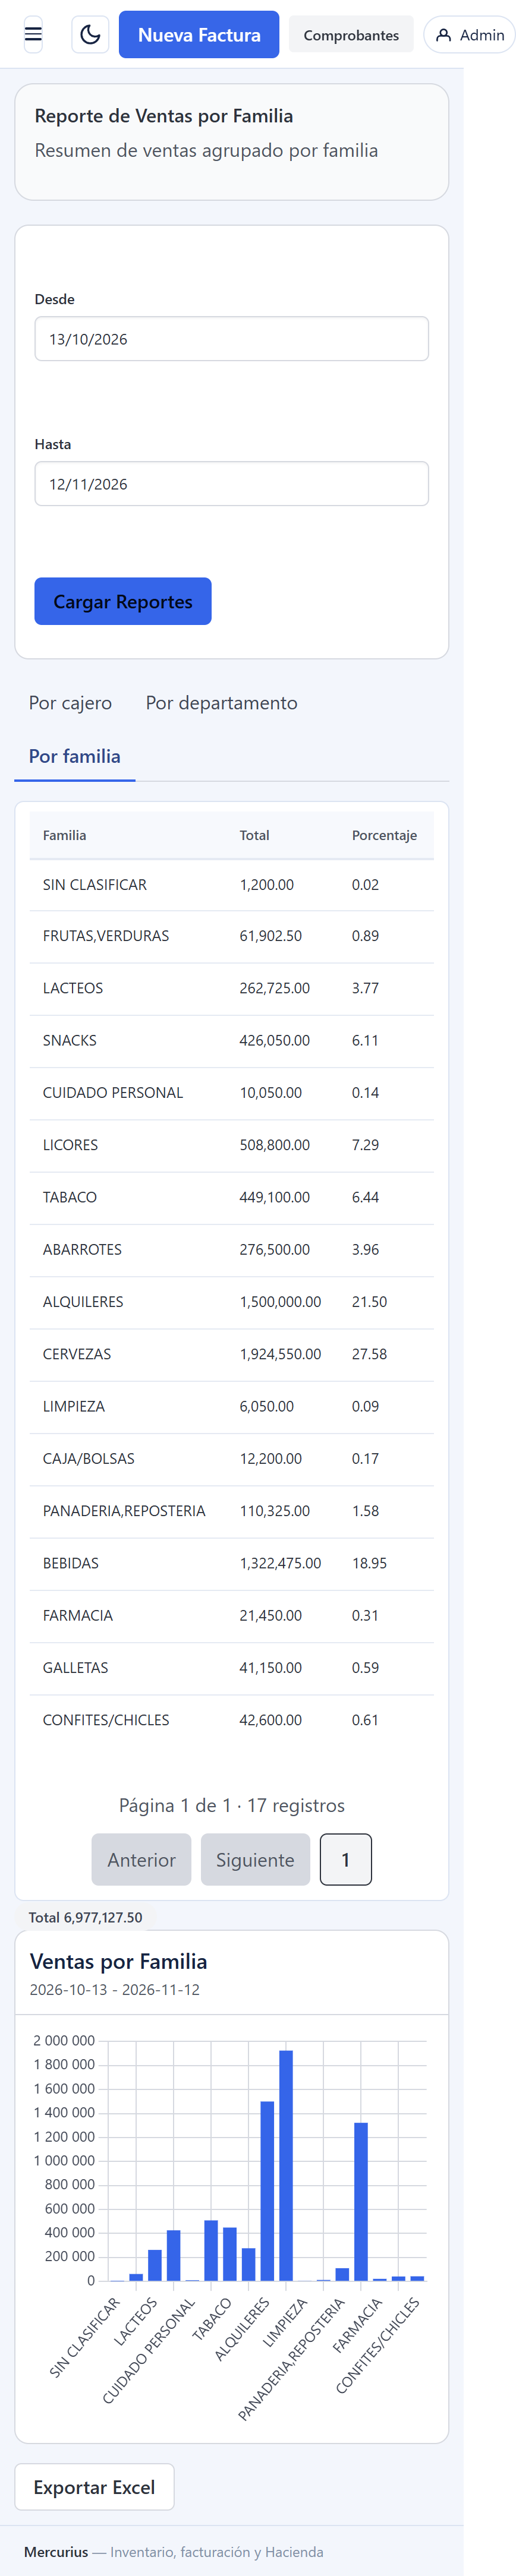 Nueva Factura Comprobantes Admin
Reporte de Ventas por Familia
Resumen de ventas agrupado por familia
Desde
13/10/2026
Hasta
12/11/2026
Cargar Reportes
Por cajero Por departamento
Por familia
Familia Total Porcentaje
SIN CLASIFICAR 1,200.00 0.02
FRUTAS,VERDURAS 61,902.50 0.89
LACTEOS 262,725.00 3.77
SNACKS 426,050.00 6.11
CUIDADO PERSONAL 10,050.00 0.14
LICORES 508,800.00 7.29
TABACO 449,100.00 6.44
ABARROTES 276,500.00 3.96
ALQUILERES 1,500,000.00 21.50
CERVEZAS 1,924,550.00 27.58
LIMPIEZA 6,050.00 0.09
CAJA/BOLSAS 12,200.00 0.17
PANADERIA,REPOSTERIA 110,325.00 1.58
BEBIDAS 1,322,475.00 18.95
FARMACIA 21,450.00 0.31
GALLETAS 41,150.00 0.59
CONFITES/CHICLES 42,600.00 0.61
Página 1 de 1 · 17 registros
Anterior Siguiente 1
Total 6,977,127.50
Ventas por Familia
2026-10-13 - 2026-11-12
2 000 000
1 800 000
1 600 000
1 400 000
1 200 000
1 000 000
800 000
600 000
400 000
200 000
0
SIN CLASIFICAR
LACTEOS
CUIDADO PERSONAL
TABACO
ALQUILERES
LIMPIEZA
PANADERIA,REPOSTERIA
FARMACIA
CONFITES/CHICLES
Exportar Excel
Mercurius — Inventario, facturación y Hacienda